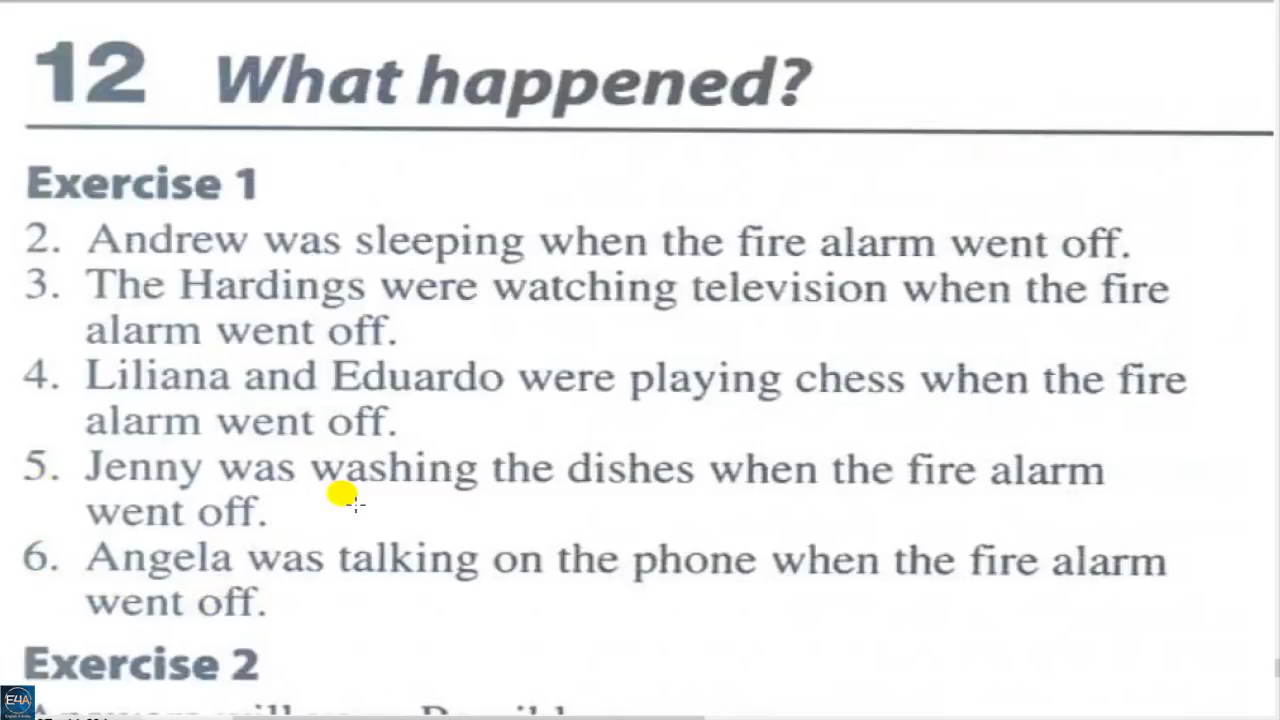 12 What happened?
Exercise 1
2. Andrew was sleeping when the fire alarm went off.
3. The Hardings were watching television when the fire
alarm went off.
4. Liliana and Eduardo were playing chess when the fire
alarm went off.
5. Jenny was washing the dishes when the fire alarm
went off.
6. Angela was talking on the phone when the fire alarm
went off.
Exercise 2
E4A